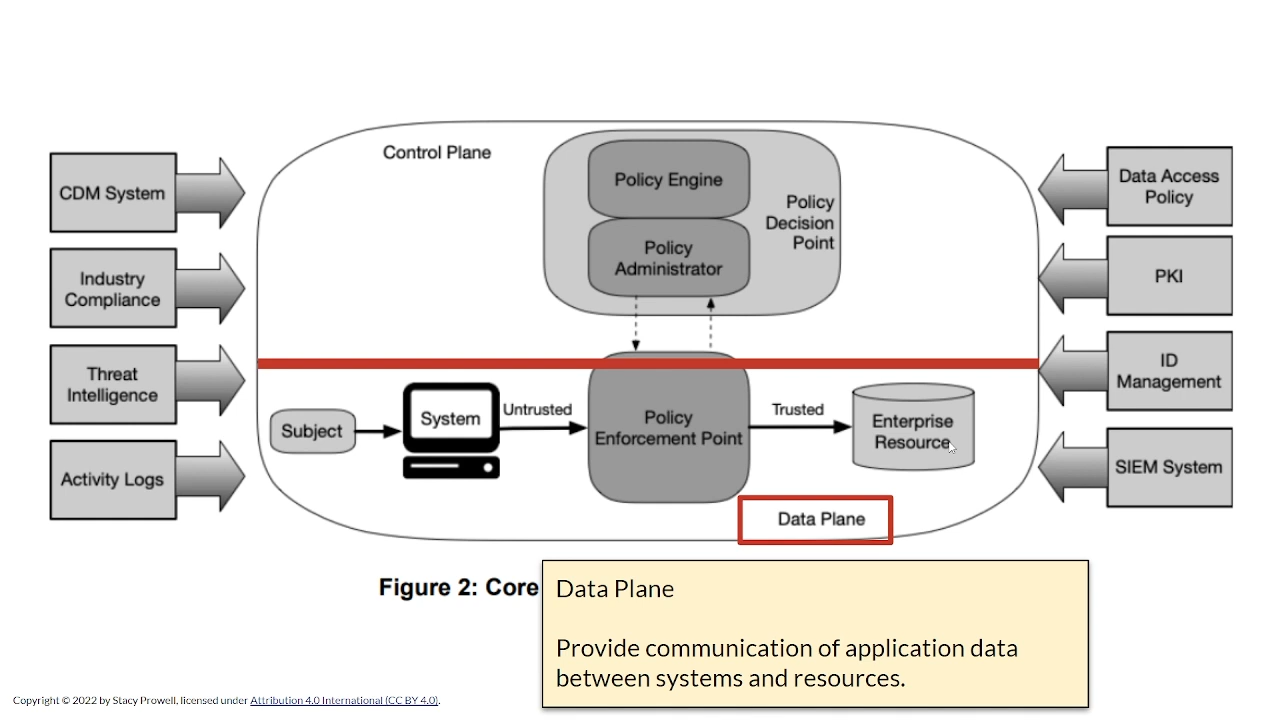 Control Plane
Policy Engine
Policy
Decision
Point
Policy
Administrator
CDM System
Industry
Compliance
Threat
Intelligence
Activity Logs
Data Access
Policy
PKI
ID
Management
SIEM System
Subject
System
Untrusted
Policy
Enforcement Point
Trusted
Enterprise
Resource
Data Plane
Figure 2: Core
Data Plane
Provide communication of application data
between systems and resources.
Copyright © 2022 by Stacy Prowell, licensed under Attribution 4.0 International (CC BY 4.0).